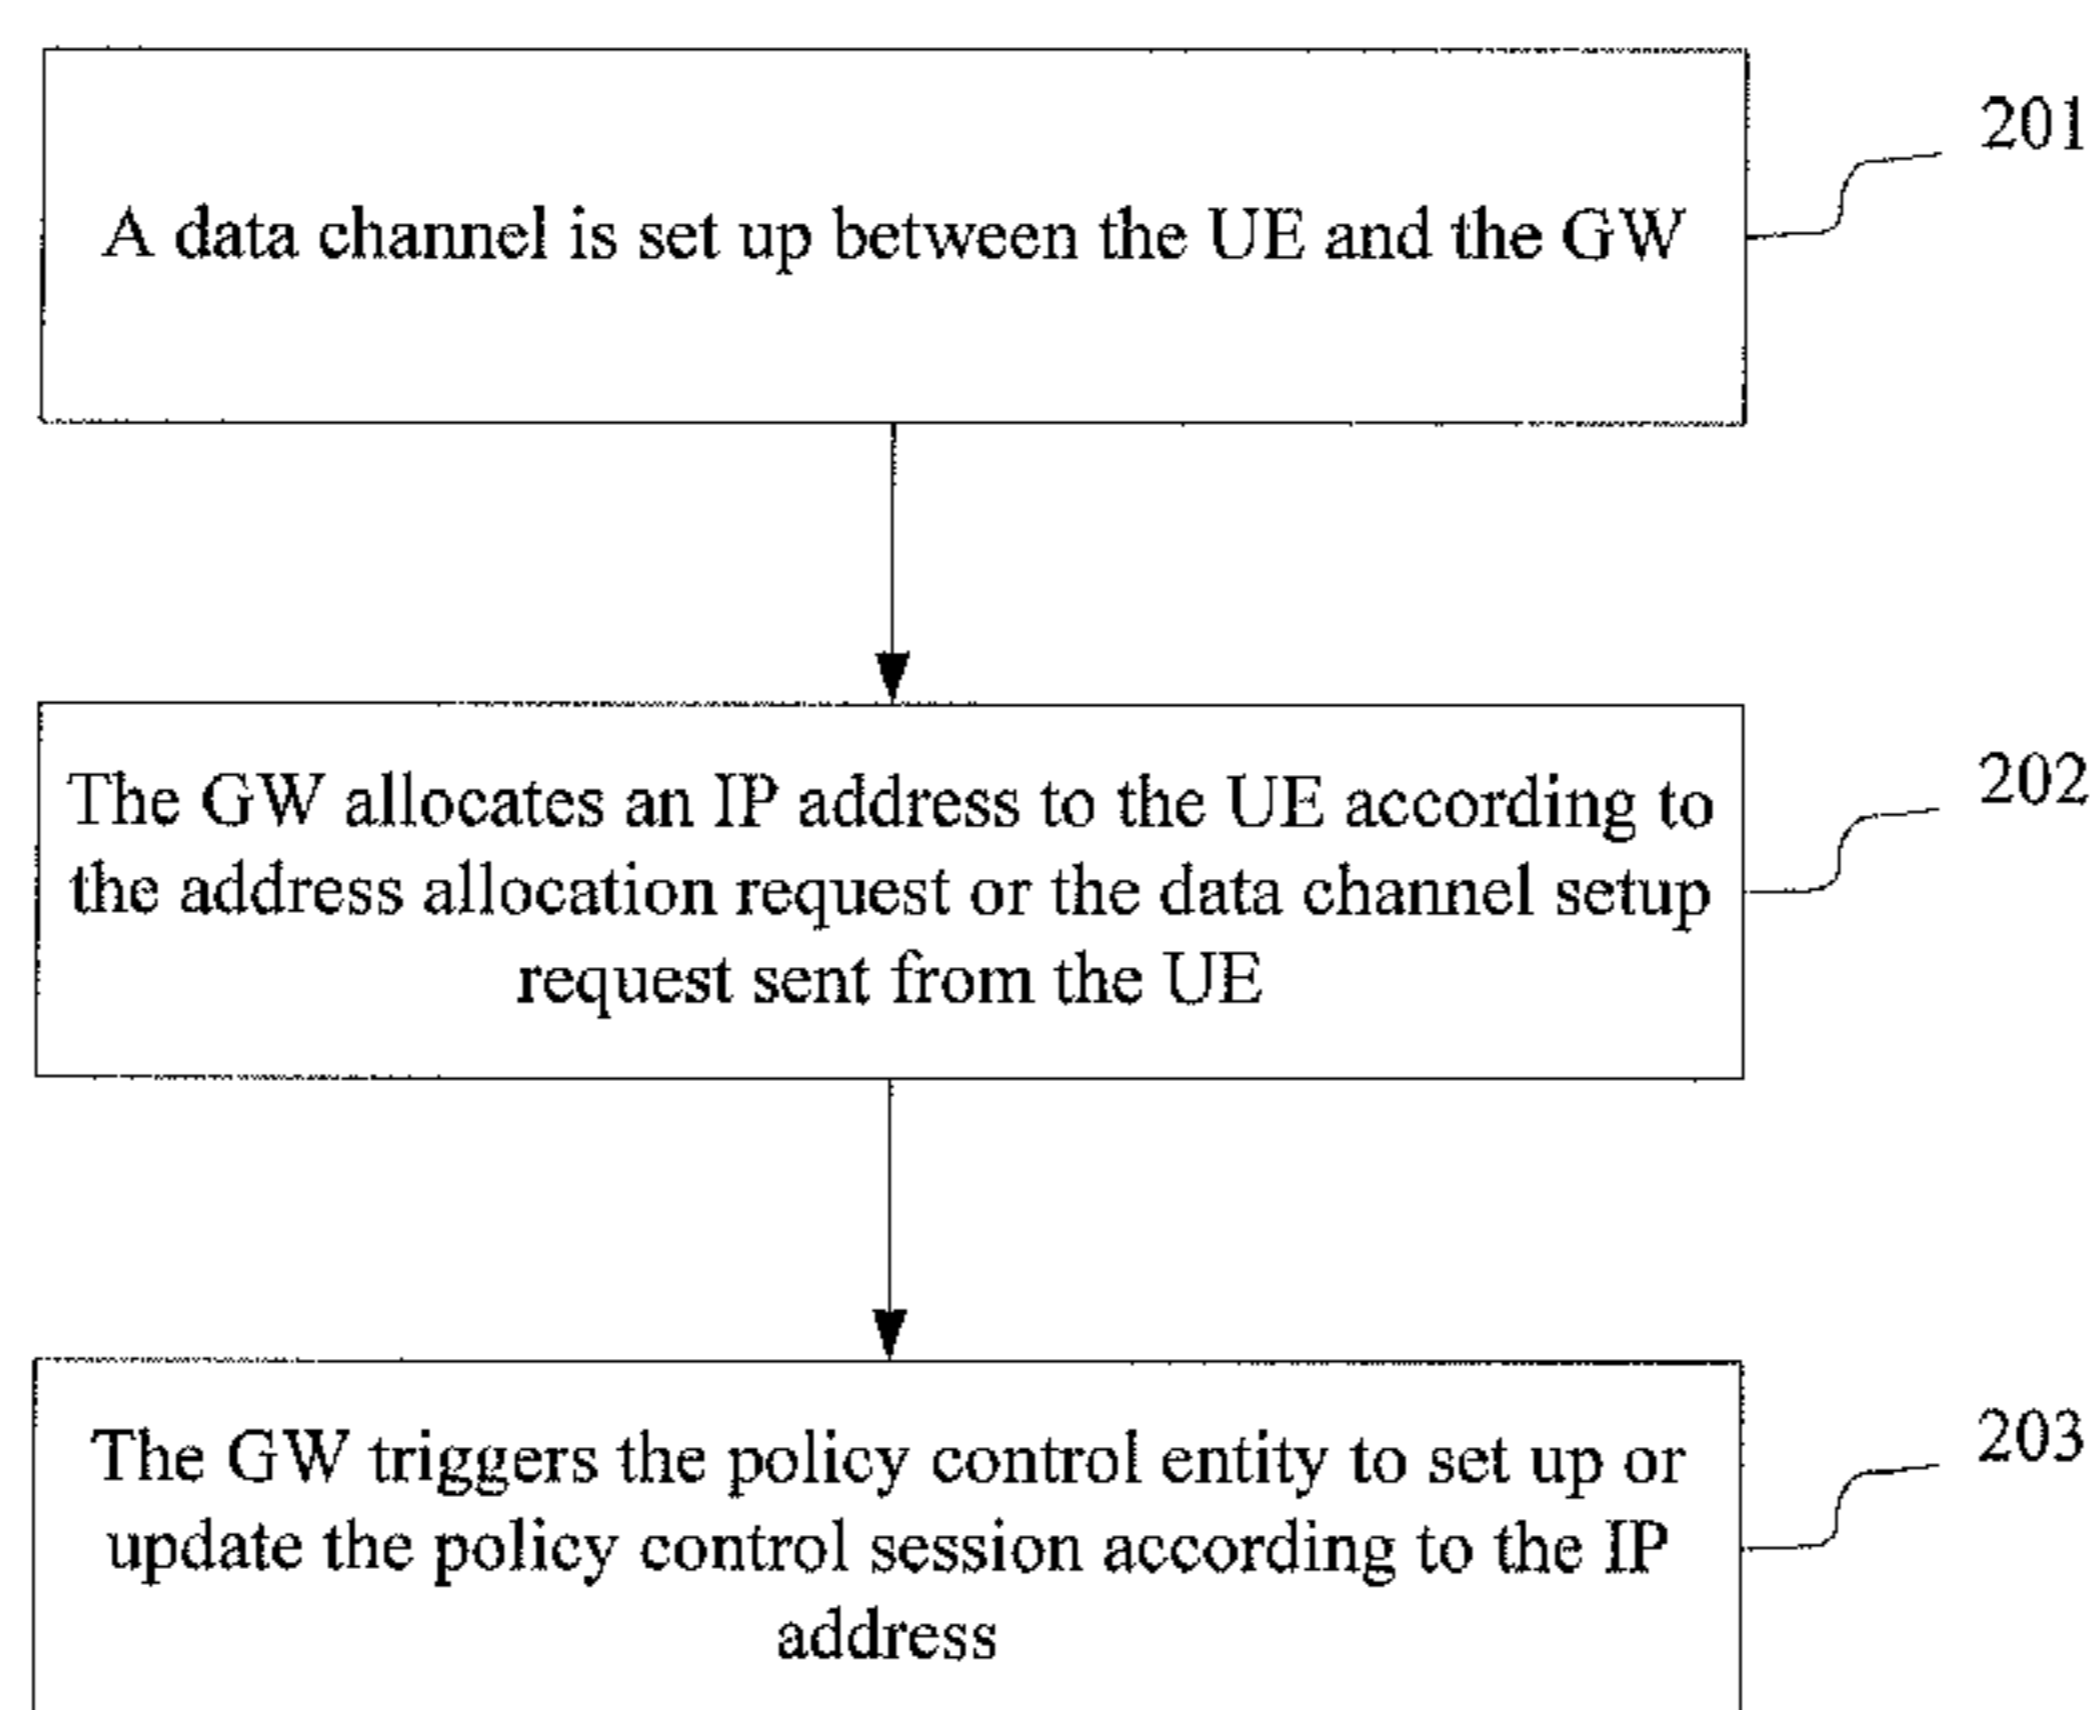 201
A data channel is set up between the UE and the GW
202
The GW allocates an IP address to the UE according to
the address allocation request or the data channel setup
request sent from the UE
203
The GW triggers the policy control entity to set up or
update the policy control session according to the IP
address